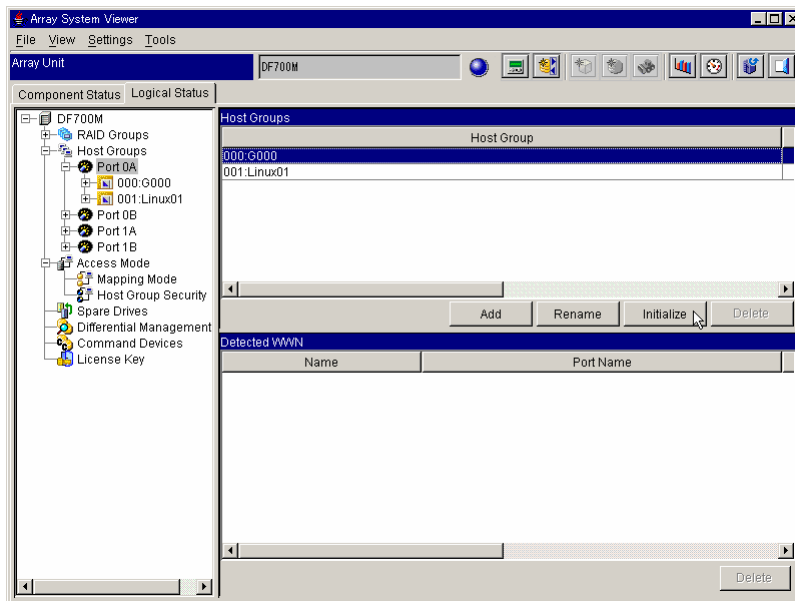 Array System Viewer
File View Settings Tools
Array Unit
DF700M
Component Status
Logical Status
DF700M
RAID Groups
Host Groups
Port 0A
000:G000
001:Linux01
Port 0B
Port 1A
Port 1B
Access Mode
Mapping Mode
Host Group Security
Spare Drives
Differential Management
Command Devices
License Key
Host Groups
Host Group
000:G000
001:Linux01
Add
Rename
Initialize
Delete
Detected WWN
Name
Port Name
Delete